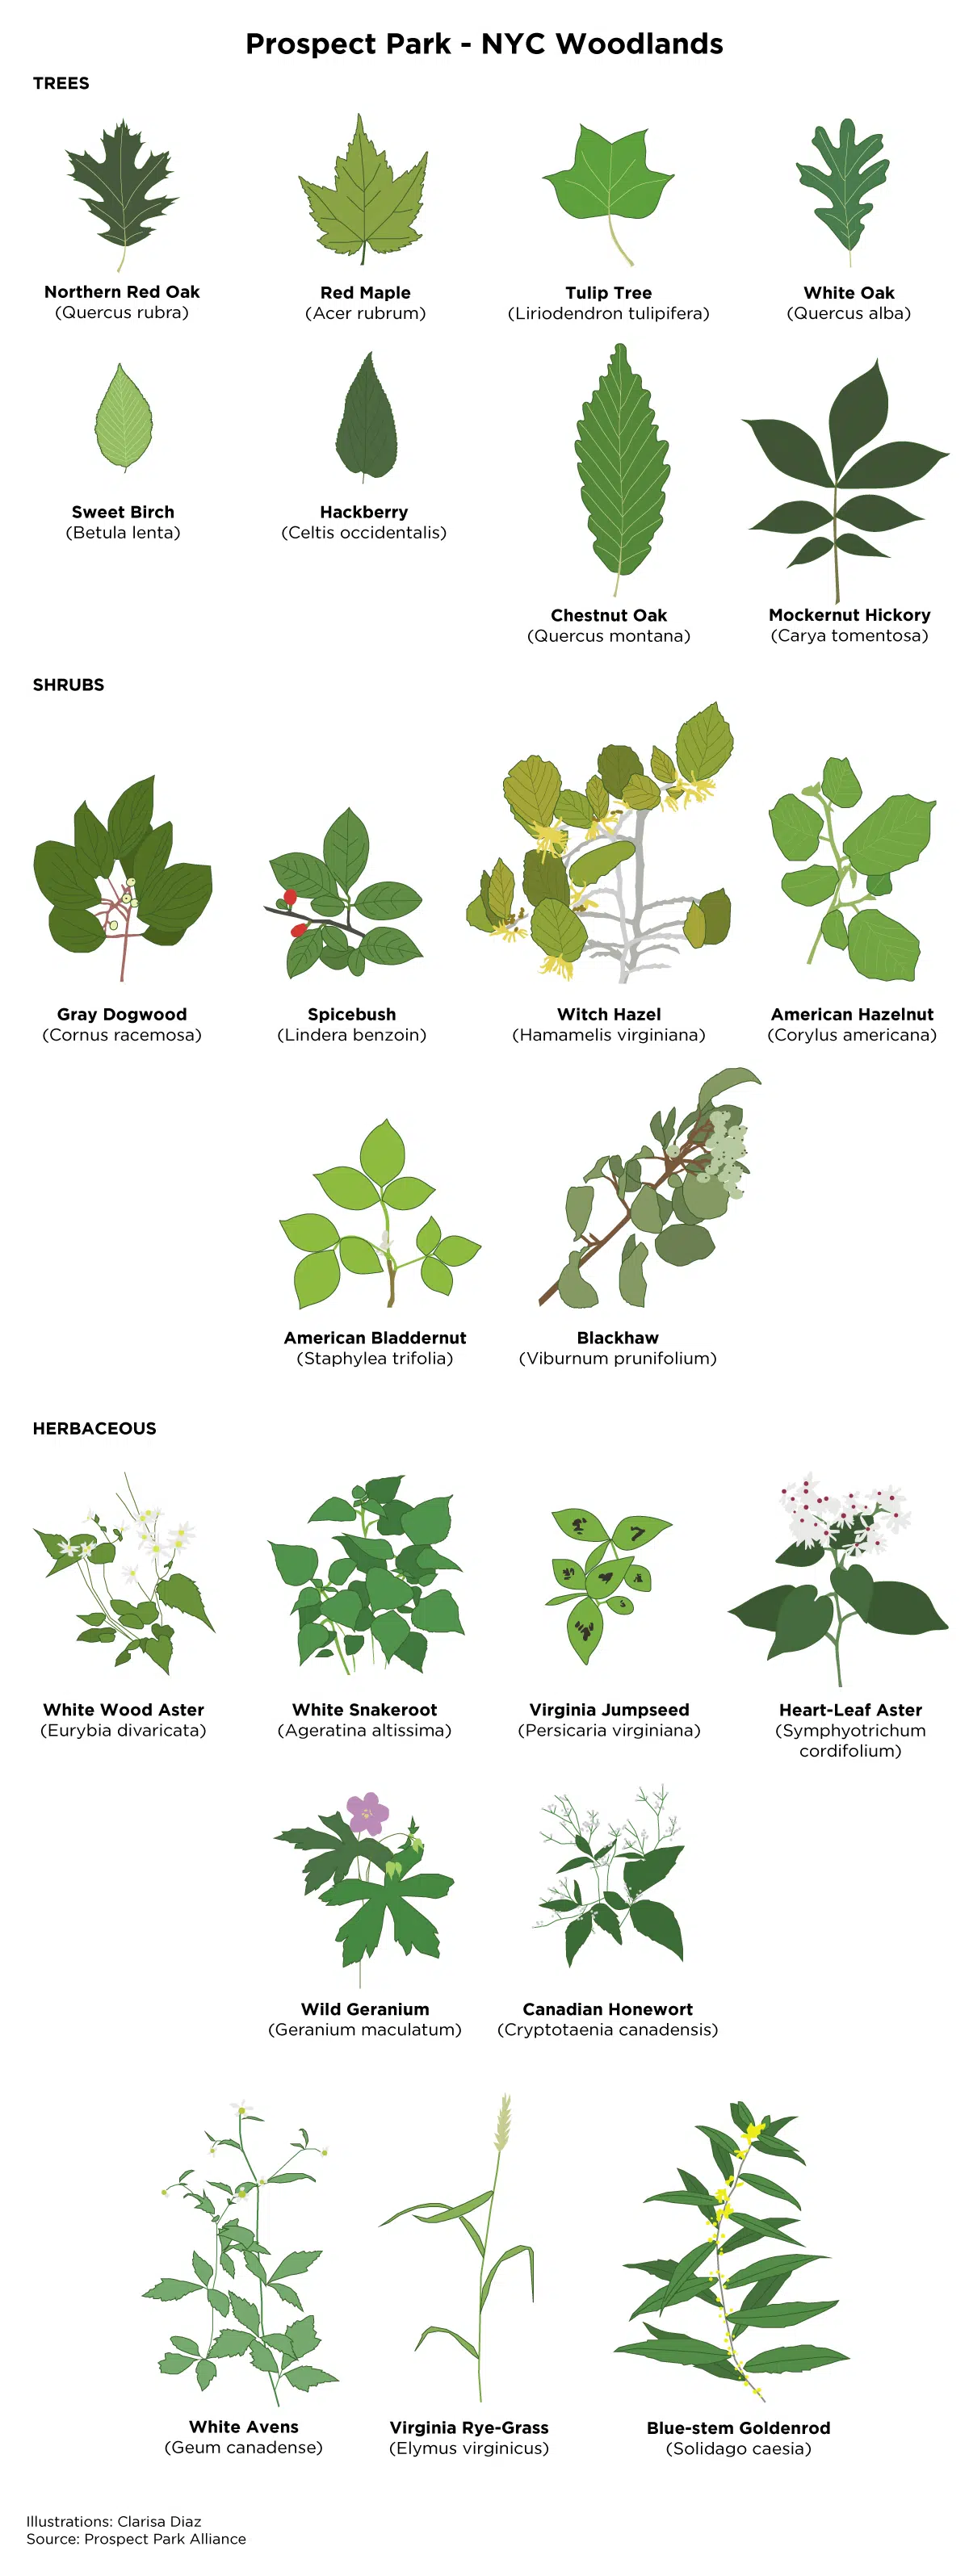 Prospect Park - NYC Woodlands
TREES
Northern Red Oak
(Quercus rubra)
Red Maple
(Acer rubrum)
Tulip Tree
(Liriodendron tulipifera)
White Oak
(Quercus alba)
Sweet Birch
(Betula lenta)
Hackberry
(Celtis occidentalis)
Chestnut Oak
(Quercus montana)
Mockernut Hickory
(Carya tomentosa)
SHRUBS
Gray Dogwood
(Cornus racemosa)
Spicebush
(Lindera benzoin)
Witch Hazel
(Hamamelis virginiana)
American Hazelnut
(Corylus americana)
American Bladdernut
(Staphylea trifolia)
Blackhaw
(Viburnum prunifolium)
HERBACEOUS
White Wood Aster
(Eurybia divaricata)
White Snakeroot
(Ageratina altissima)
Virginia Jumpseed
(Persicaria virginiana)
Heart-Leaf Aster
(Symphyotrichum
cordifolium)
Wild Geranium
(Geranium maculatum)
Canadian Honewort
(Cryptotaenia canadensis)
White Avens
(Geum canadense)
Virginia Rye-Grass
(Elymus virginicus)
Blue-stem Goldenrod
(Solidago caesia)
Illustrations: Clarisa Diaz
Source: Prospect Park Alliance